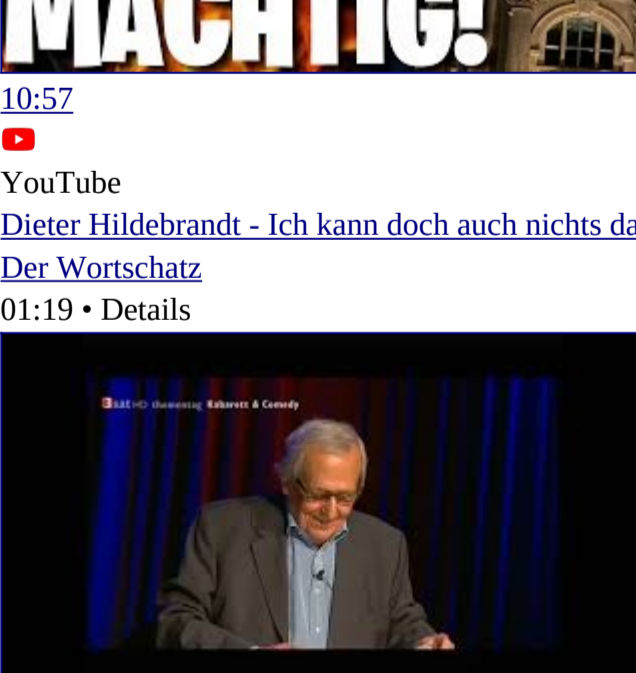 MÄCHTIG!
10:57
YouTube
Dieter Hildebrandt - Ich kann doch auch nichts da
Der Wortschatz
01:19 • Details
3sat HD thementag Kabarett & Comedy